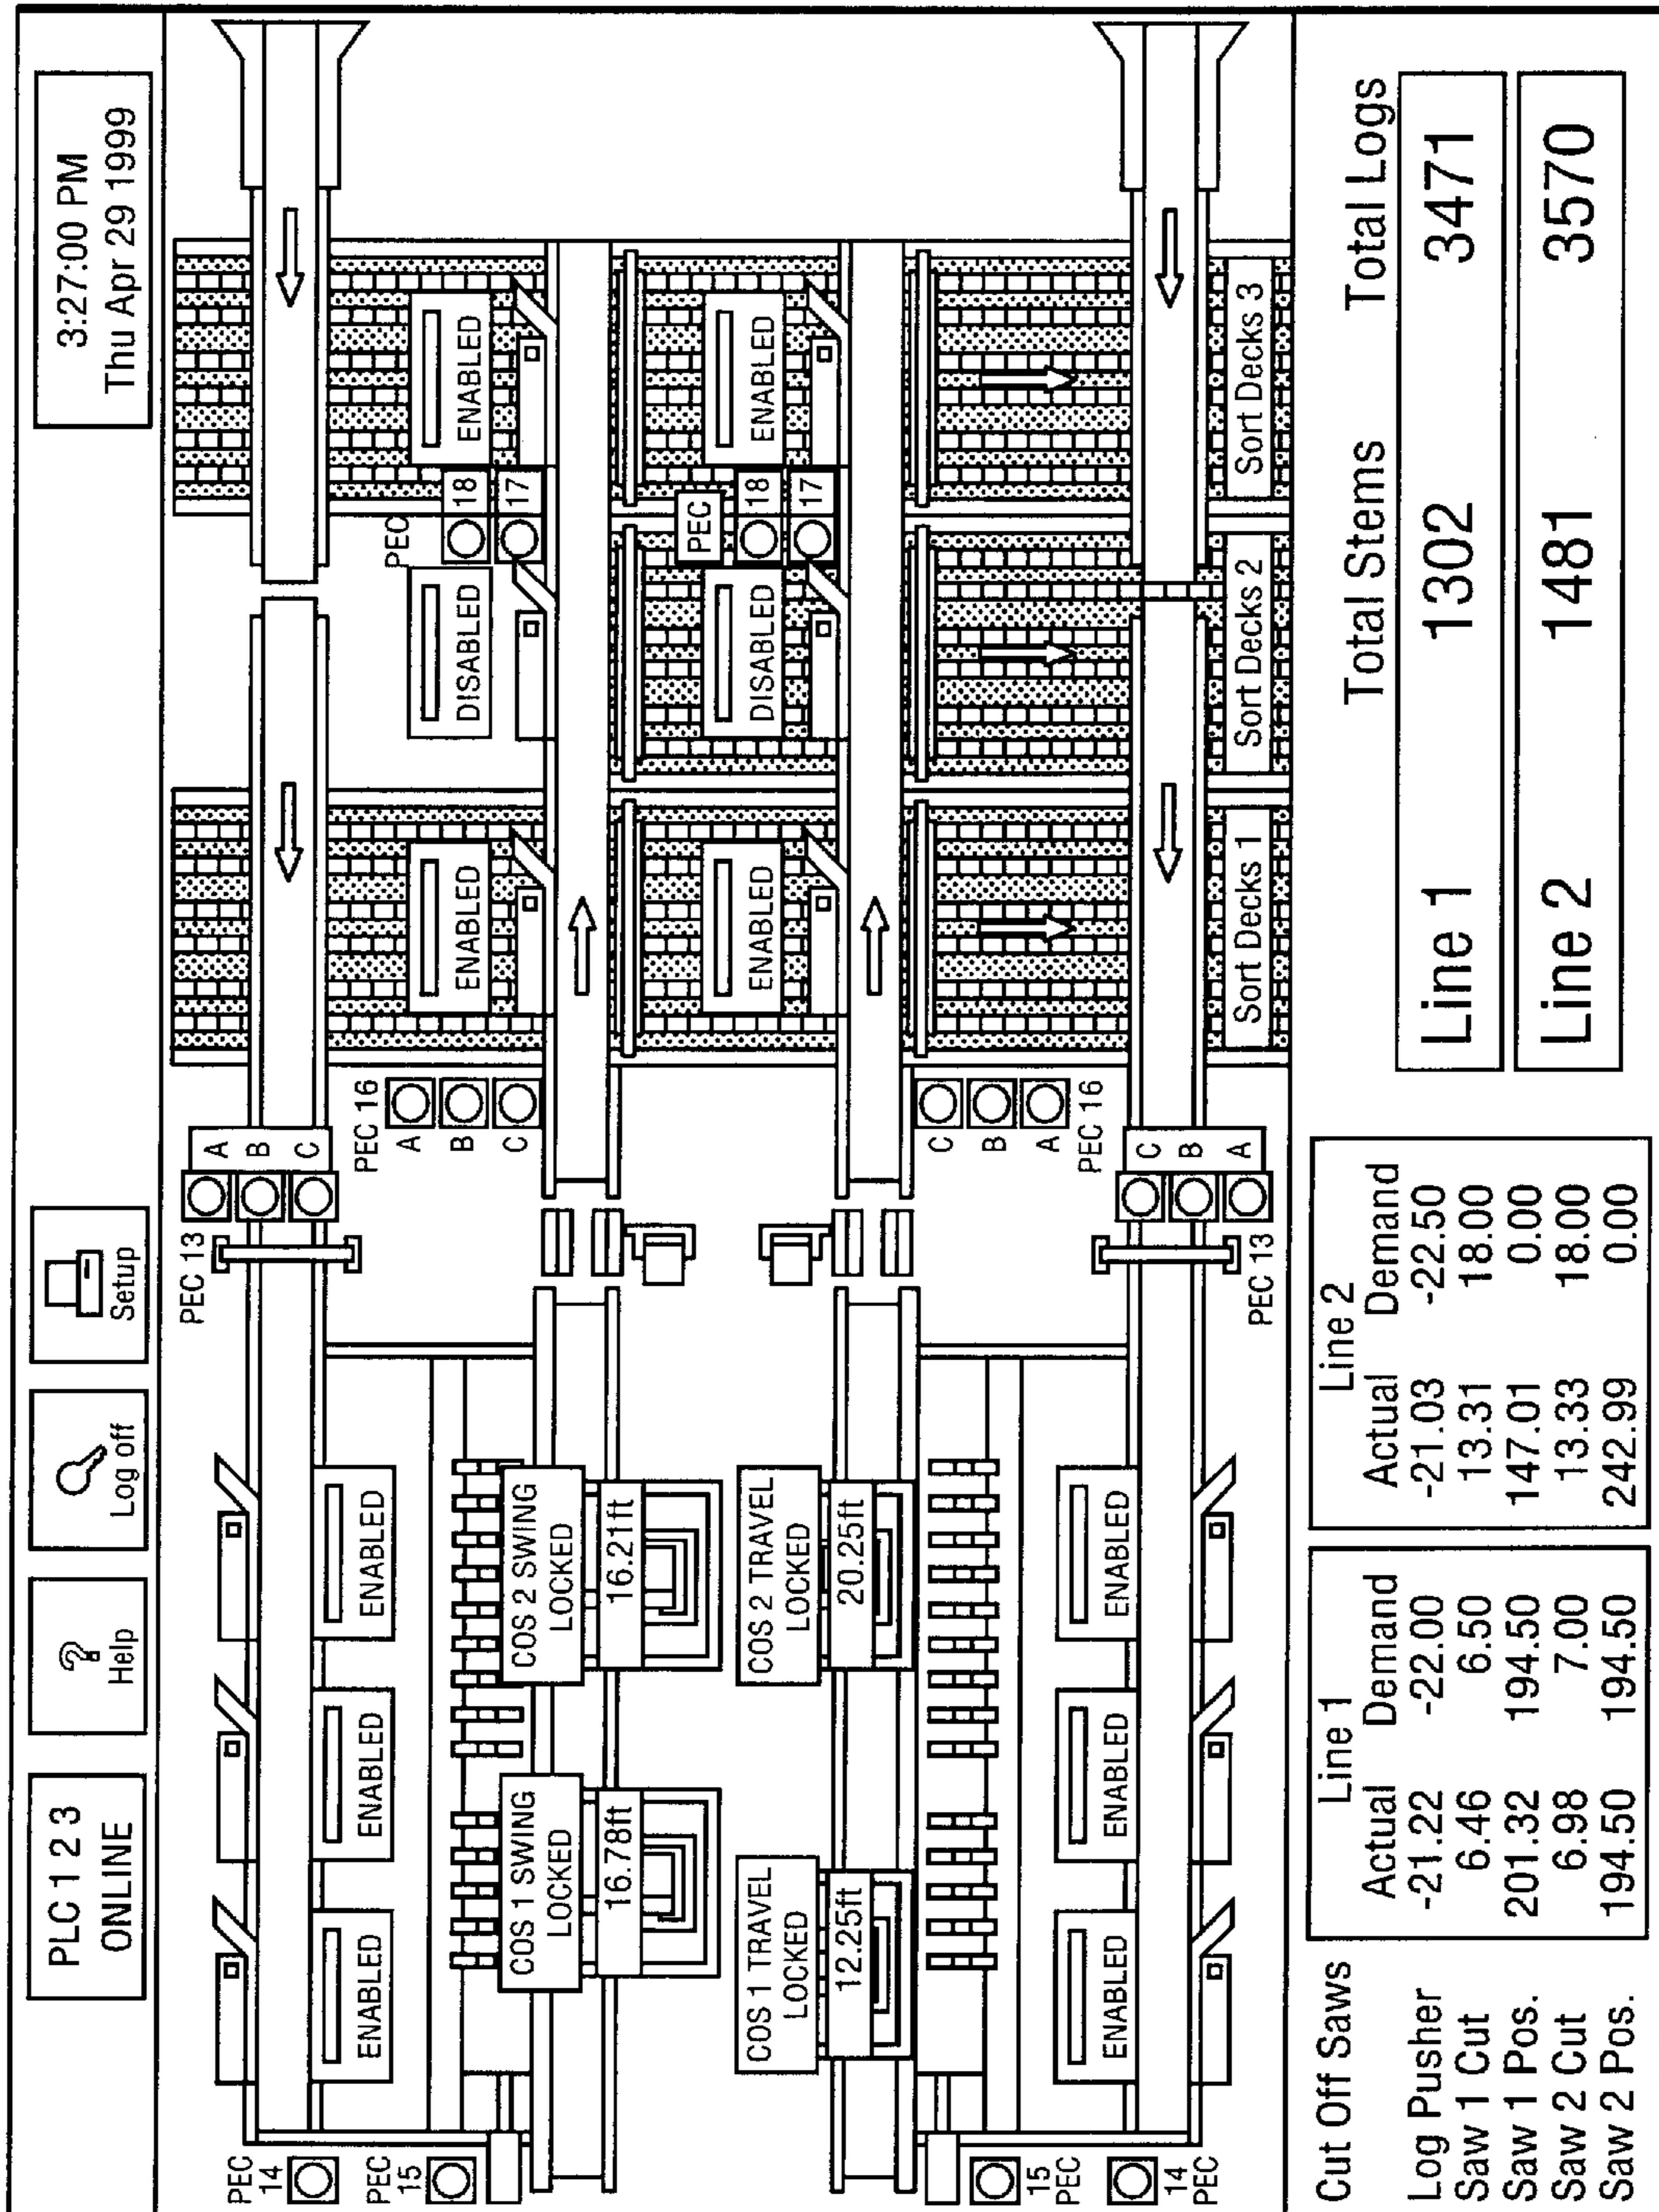 PLC 1 2 3
ONLINE
?
Help
Log off
Setup
3:27:00 PM
Thu Apr 29 1999
PEC 13
A
B
C
PEC
14
ENABLED
ENABLED
ENABLED
PEC
15
PEC 16
A
B
C
ENABLED
DISABLED
PEC
18
17
ENABLED
COS 1 SWING
LOCKED
16.78ft
COS 2 SWING
LOCKED
16.21ft
ENABLED
DISABLED
PEC
18
17
ENABLED
COS 1 TRAVEL
LOCKED
12.25ft
COS 2 TRAVEL
LOCKED
20.25ft
15
PEC
C
B
A
PEC 16
14
PEC
ENABLED
ENABLED
ENABLED
C
B
A
PEC 13
Sort Decks 1
Sort Decks 2
Sort Decks 3
Cut Off Saws
Line 1
Line 2
Actual Demand
Actual Demand
Log Pusher -21.22 -22.00 -21.03 -22.50
Saw 1 Cut 6.46 6.50 13.31 18.00
Saw 1 Pos. 201.32 194.50 147.01 0.00
Saw 2 Cut 6.98 7.00 13.33 18.00
Saw 2 Pos. 194.50 194.50 242.99 0.00
Total Stems Total Logs
Line 1 1302 3471
Line 2 1481 3570